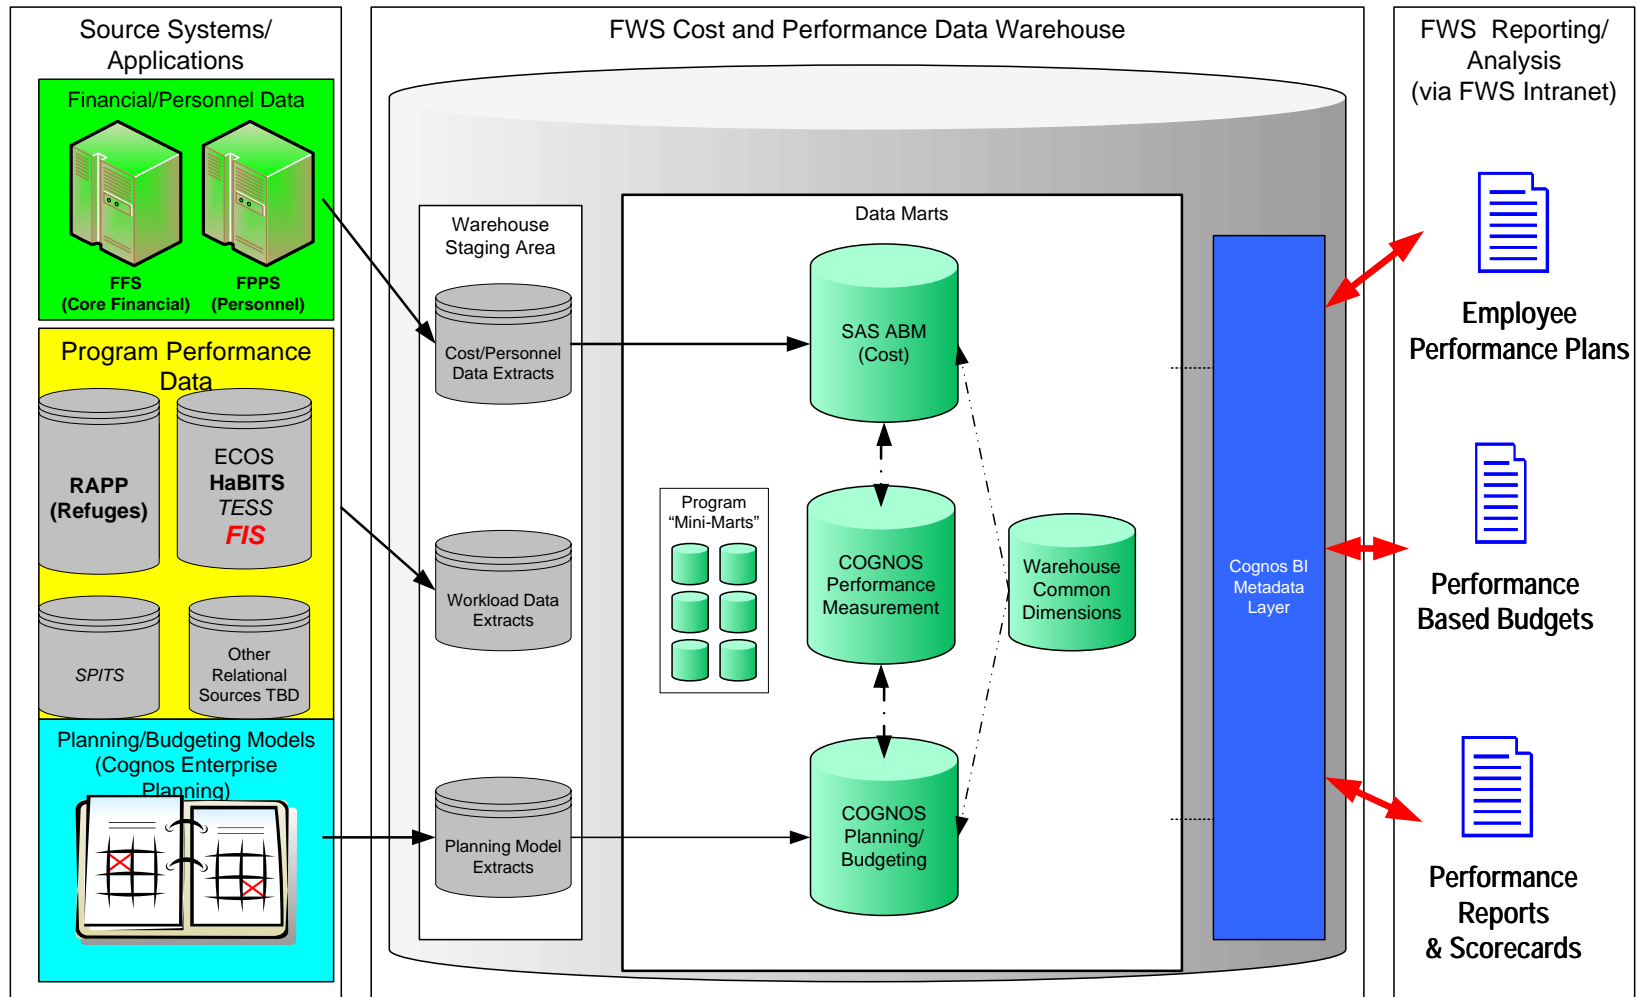 Source Systems/
Applications
Financial/Personnel Data
FFS
(Core Financial)
FPPS
(Personnel)
Program Performance
Data
RAPP
(Refuges)
ECOS
HaBITS
TESS
FIS
SPITS
Other
Relational
Sources TBD
Planning/Budgeting Models
(Cognos Enterprise
Planning)
FWS Cost and Performance Data Warehouse
Warehouse
Staging Area
Cost/Personnel
Data Extracts
Workload Data
Extracts
Planning Model
Extracts
Data Marts
SAS ABM
(Cost)
Program
“Mini-Marts”
COGNOS
Performance
Measurement
Warehouse
Common
Dimensions
COGNOS
Planning/
Budgeting
Cognos BI
Metadata
Layer
FWS Reporting/
Analysis
(via FWS Intranet)
Employee
Performance Plans
Performance
Based Budgets
Performance
Reports
& Scorecards